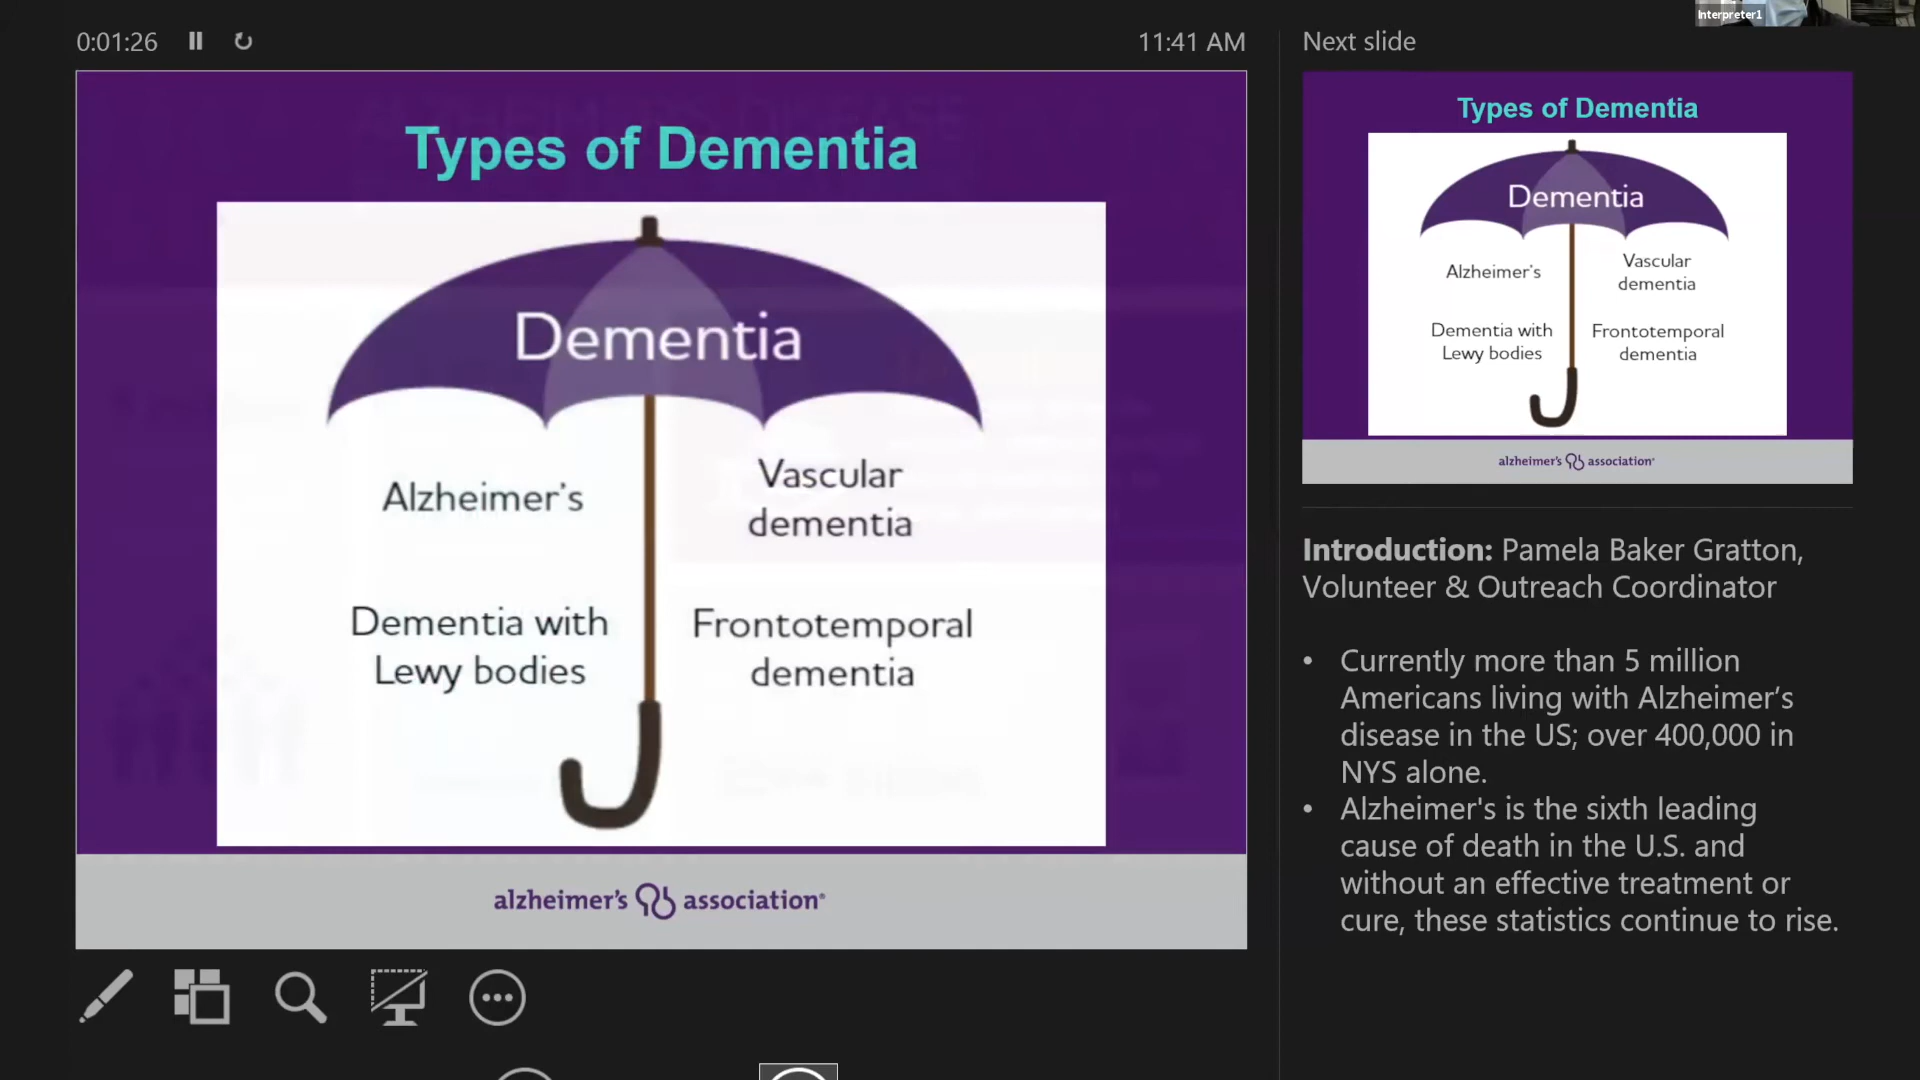 0:01:26
11:41 AM
Next slide
Interpreter1
Types of Dementia
Dementia
Alzheimer's
Vascular
dementia
Dementia with
Lewy bodies
Frontotemporal
dementia
alzheimer's association®
Types of Dementia
Dementia
Alzheimer's
Vascular
dementia
Dementia with
Lewy bodies
Frontotemporal
dementia
alzheimer's association®
Introduction: Pamela Baker Gratton,
Volunteer & Outreach Coordinator
• Currently more than 5 million
Americans living with Alzheimer’s
disease in the US; over 400,000 in
NYS alone.
• Alzheimer's is the sixth leading
cause of death in the U.S. and
without an effective treatment or
cure, these statistics continue to rise.